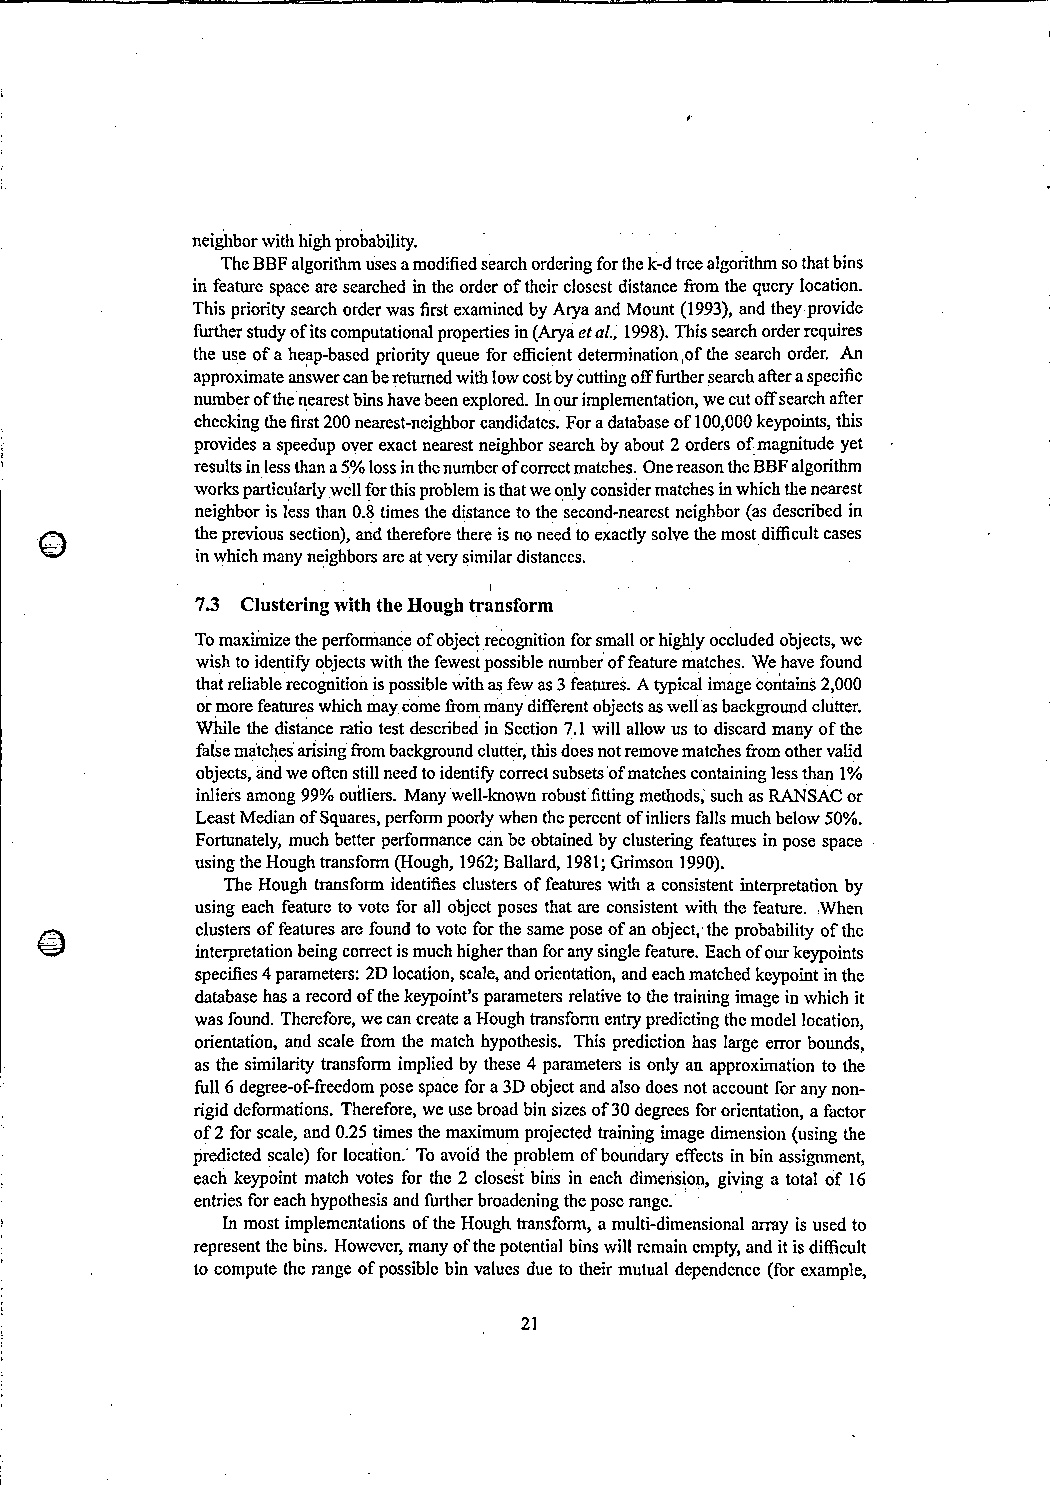 neighbor with high probability.
The BBF algorithm uses a modified search ordering for the k-d tree algorithm so that bins
in feature space are searched in the order of their closest distance from the query location.
This priority search order was first examined by Arya and Mount (1993), and they provide
further study of its computational properties in (Arya et al., 1998). This search order requires
the use of a heap-based priority queue for efficient determination of the search order. An
approximate answer can be returned with low cost by cutting off further search after a specific
number of the nearest bins have been explored. In our implementation, we cut off search after
checking the first 200 nearest-neighbor candidates. For a database of 100,000 keypoints, this
provides a speedup over exact nearest neighbor search by about 2 orders of magnitude yet
results in less than a 5% loss in the number of correct matches. One reason the BBF algorithm
works particularly well for this problem is that we only consider matches in which the nearest
neighbor is less than 0.8 times the distance to the second-nearest neighbor (as described in
the previous section), and therefore there is no need to exactly solve the most difficult cases
in which many neighbors are at very similar distances.
7.3 Clustering with the Hough transform
To maximize the performance of object recognition for small or highly occluded objects, we
wish to identify objects with the fewest possible number of feature matches. We have found
that reliable recognition is possible with as few as 3 features. A typical image contains 2,000
or more features which may come from many different objects as well as background clutter.
While the distance ratio test described in Section 7.1 will allow us to discard many of the
false matches arising from background clutter, this does not remove matches from other valid
objects, and we often still need to identify correct subsets of matches containing less than 1%
inliers among 99% outliers. Many well-known robust fitting methods, such as RANSAC or
Least Median of Squares, perform poorly when the percent of inliers falls much below 50%.
Fortunately, much better performance can be obtained by clustering features in pose space
using the Hough transform (Hough, 1962; Ballard, 1981; Grimson 1990).
The Hough transform identifies clusters of features with a consistent interpretation by
using each feature to vote for all object poses that are consistent with the feature. When
clusters of features are found to vote for the same pose of an object, the probability of the
interpretation being correct is much higher than for any single feature. Each of our keypoints
specifies 4 parameters: 2D location, scale, and orientation, and each matched keypoint in the
database has a record of the keypoint's parameters relative to the training image in which it
was found. Therefore, we can create a Hough transform entry predicting the model location,
orientation, and scale from the match hypothesis. This prediction has large error bounds,
as the similarity transform implied by these 4 parameters is only an approximation to the
full 6 degree-of-freedom pose space for a 3D object and also does not account for any non-
rigid deformations. Therefore, we use broad bin sizes of 30 degrees for orientation, a factor
of 2 for scale, and 0.25 times the maximum projected training image dimension (using the
predicted scale) for location. To avoid the problem of boundary effects in bin assignment,
each keypoint match votes for the 2 closest bins in each dimension, giving a total of 16
entries for each hypothesis and further broadening the pose range.
In most implementations of the Hough transform, a multi-dimensional array is used to
represent the bins. However, many of the potential bins will remain empty, and it is difficult
to compute the range of possible bin values due to their mutual dependence (for example,
21